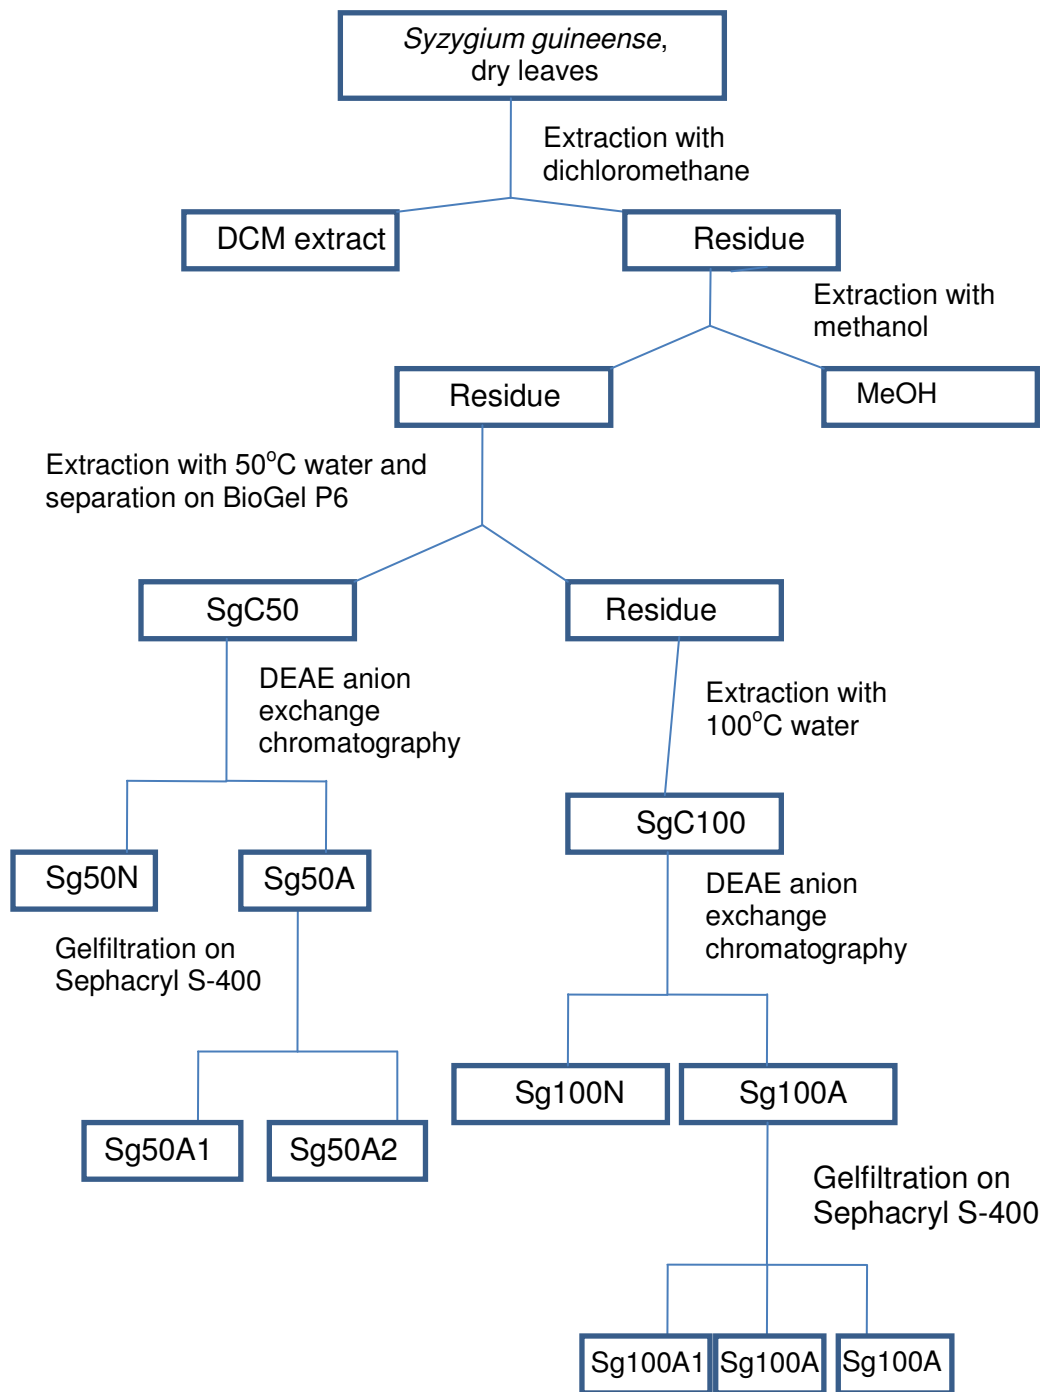 Syzygium guineense,
dry leaves
Extraction with
dichloromethane
DCM extract
Residue
Extraction with
methanol
Residue
MeOH
Extraction with 50°C water and
separation on BioGel P6
SgC50
Residue
DEAE anion
exchange
chromatography
Extraction with
100°C water
SgC100
Sg50N
Sg50A
DEAE anion
exchange
chromatography
Gelfiltration on
Sephacryl S-400
Sg100N
Sg100A
Sg50A1
Sg50A2
Gelfiltration on
Sephacryl S-400
Sg100A1
Sg100A
Sg100A